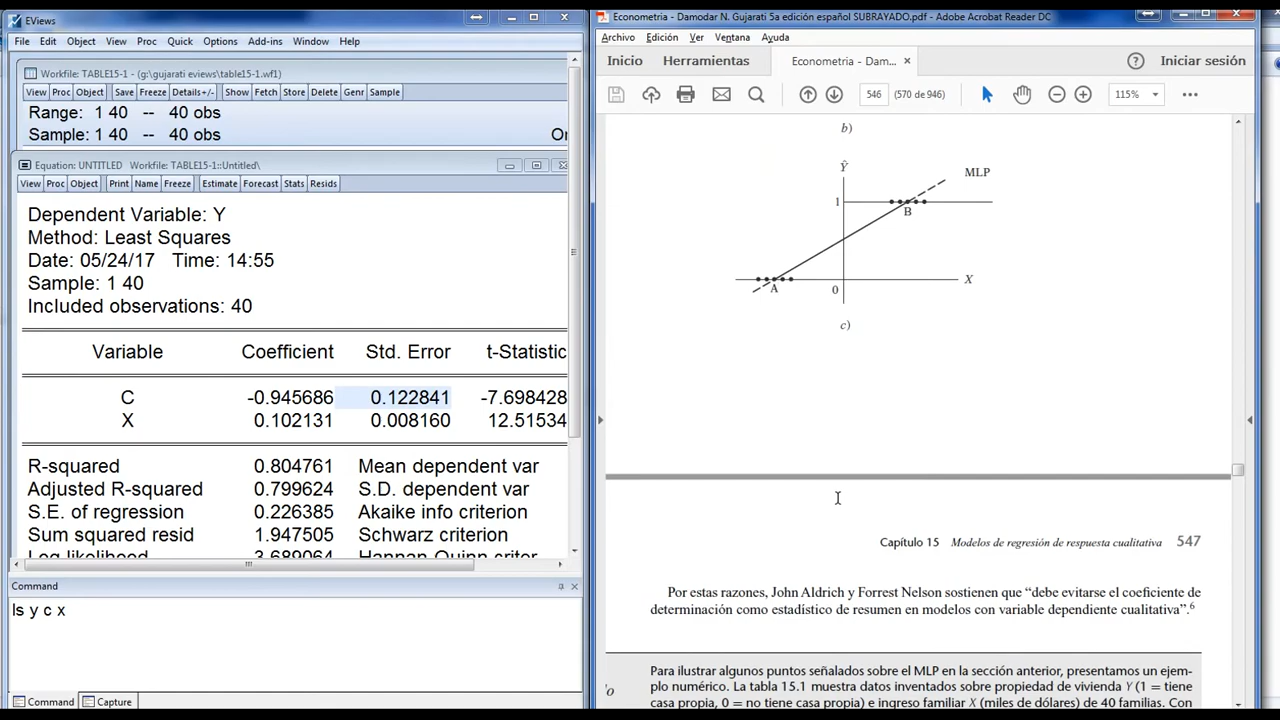 EViews
File Edit Object View Proc Quick Options Add-ins Window Help
Workfile: TABLE15-1 - (g:\gujarati eviews\table15-1.wf1)
View Proc Object Save Freeze Details+/- Show Fetch Store Delete Genr Sample
Range: 1 40 -- 40 obs
Sample: 1 40 -- 40 obs Or
Equation: UNTITLED Workfile: TABLE15-1::Untitled\
View Proc Object Print Name Freeze Estimate Forecast Stats Resids
Dependent Variable: Y
Method: Least Squares
Date: 05/24/17 Time: 14:55
Sample: 1 40
Included observations: 40
Variable Coefficient Std. Error t-Statistic
C -0.945686 0.122841 -7.698428
X 0.102131 0.008160 12.51534
R-squared 0.804761 Mean dependent var
Adjusted R-squared 0.799624 S.D. dependent var
S.E. of regression 0.226385 Akaike info criterion
Sum squared resid 1.947505 Schwarz criterion
Log likelihood 3.689064 Hannan-Quinn criter
Command
ls y c x
Command Capture
Econometria - Damodar N. Gujarati 5a edición español SUBRAYADO.pdf - Adobe Acrobat Reader DC
Archivo Edición Ver Ventana Ayuda
Inicio Herramientas Econometria - Dam... × Iniciar sesión
546 (570 de 946) 115%
b)
Ŷ
MLP
1
B
A
0
X
c)
Capítulo 15 Modelos de regresión de respuesta cualitativa 547
Por estas razones, John Aldrich y Forrest Nelson sostienen que “debe evitarse el coeficiente de
determinación como estadístico de resumen en modelos con variable dependiente cualitativa”.6
Para ilustrar algunos puntos señalados sobre el MLP en la sección anterior, presentamos un ejem-
plo numérico. La tabla 15.1 muestra datos inventados sobre propiedad de vivienda Y (1 = tiene
casa propia, 0 = no tiene casa propia) e ingreso familiar X (miles de dólares) de 40 familias. Con